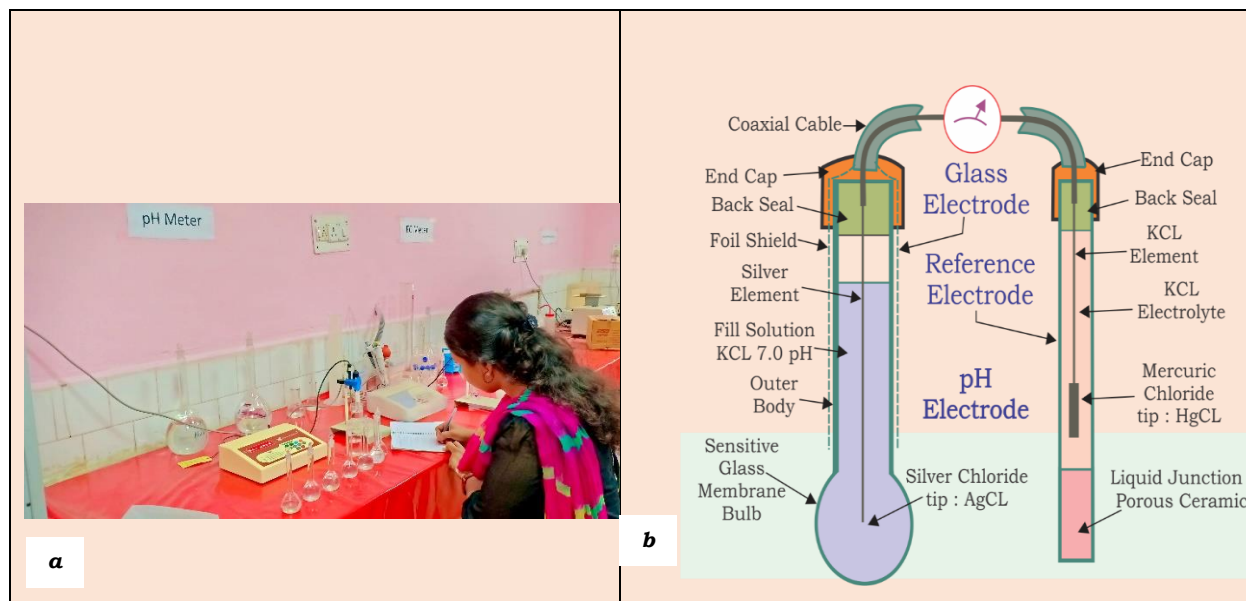 pH Meter
a
Coaxial Cable
End Cap
Back Seal
Foil Shield
Silver
Element
Fill Solution
KCL 7.0 pH
Outer
Body
Sensitive
Glass
Membrane
Bulb
Glass
Electrode
Reference
Electrode
pH
Electrode
Silver Chloride
tip : AgCL
End Cap
Back Seal
KCL
Element
KCL
Electrolyte
Mercuric
Chloride
tip : HgCL
Liquid Junction
Porous Ceramic
b